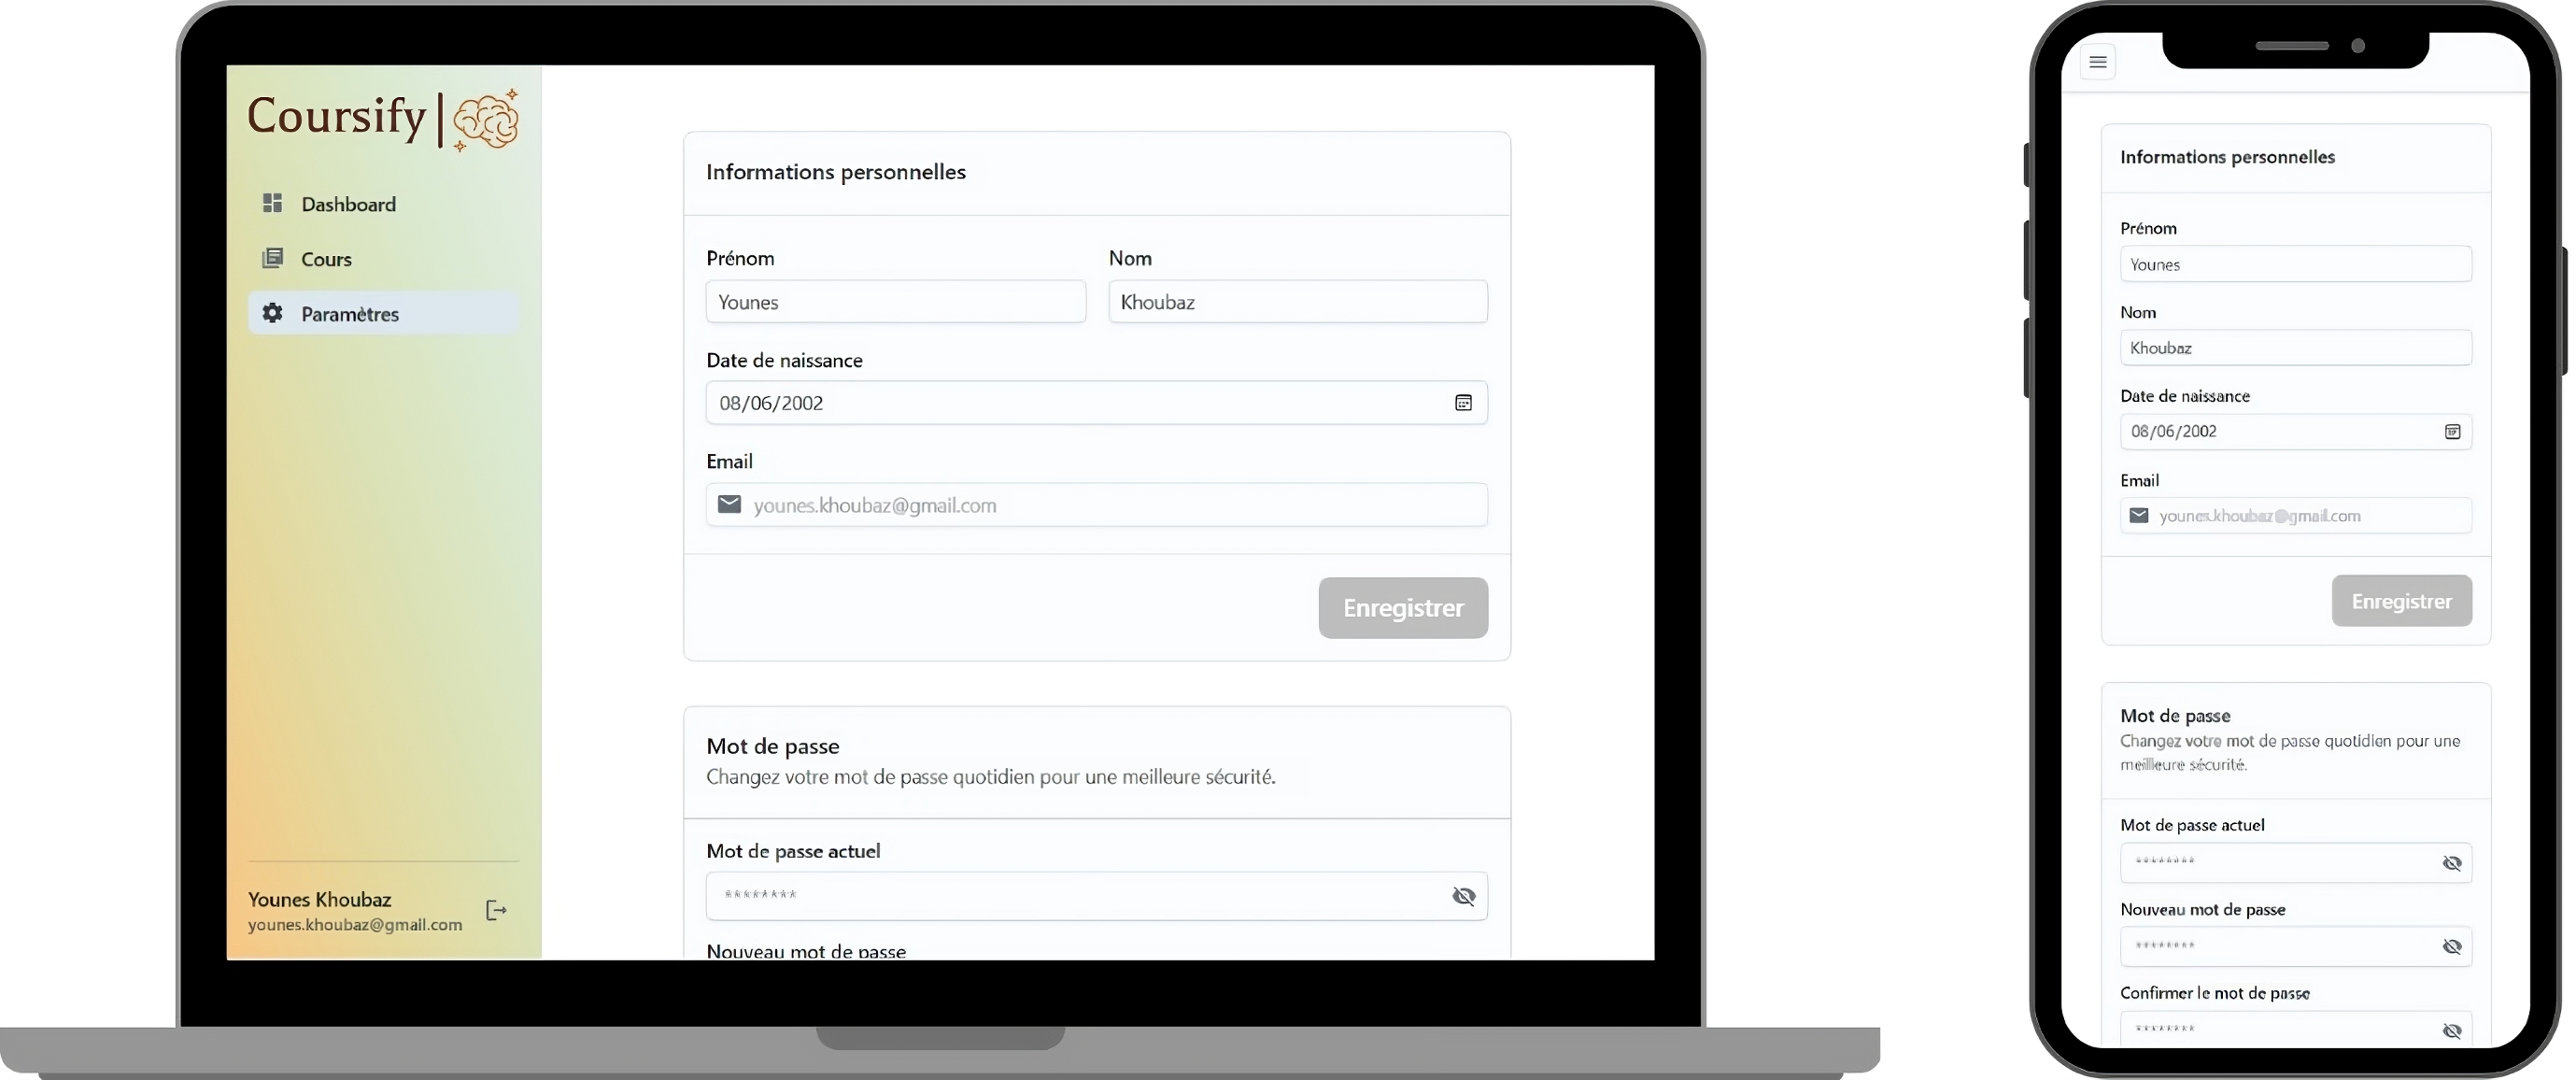 Coursify
Dashboard
Cours
Paramètres
Younes Khoubaz
younes.khoubaz@gmail.com
Informations personnelles
Prénom
Nom
Younes
Khoubaz
Date de naissance
08/06/2002
Email
younes.khoubaz@gmail.com
Enregistrer
Mot de passe
Changez votre mot de passe quotidien pour une meilleure sécurité.
Mot de passe actuel
********
Nouveau mot de passe
Informations personnelles
Prénom
Younes
Nom
Khoubaz
Date de naissance
08/06/2002
Email
younes.khoubaz@gmail.com
Enregistrer
Mot de passe
Changez votre mot de passe quotidien pour une
meilleure sécurité.
Mot de passe actuel
********
Nouveau mot de passe
********
Confirmer le mot de passe
********